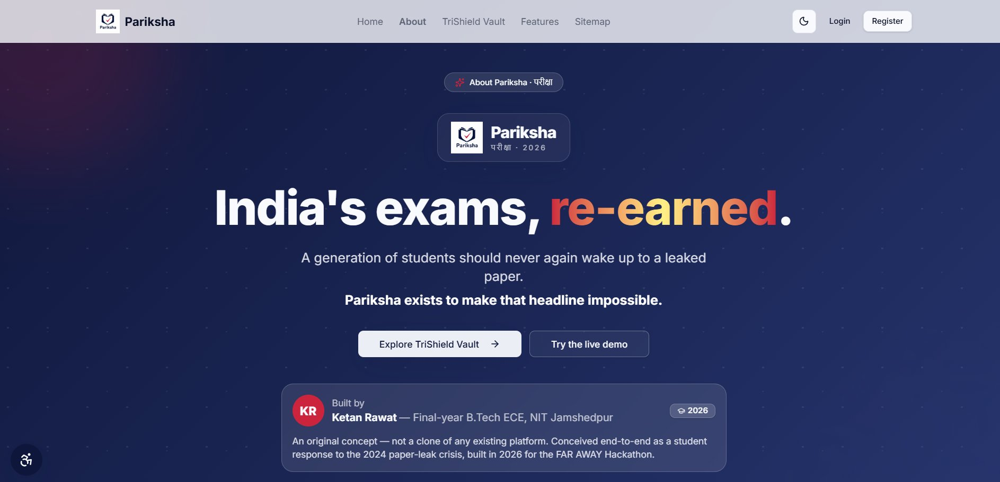 Pariksha
Pariksha
Home
About
TriShield Vault
Features
Sitemap
Login
Register
About Pariksha · परीक्षा
Pariksha
Pariksha
परीक्षा · 2026
India's exams, re-earned.
A generation of students should never again wake up to a leaked
paper.
Pariksha exists to make that headline impossible.
Explore TriShield Vault
Try the live demo
KR
Built by
Ketan Rawat — Final-year B.Tech ECE, NIT Jamshedpur
2026
An original concept — not a clone of any existing platform. Conceived end-to-end as a student
response to the 2024 paper-leak crisis, built in 2026 for the FAR AWAY Hackathon.